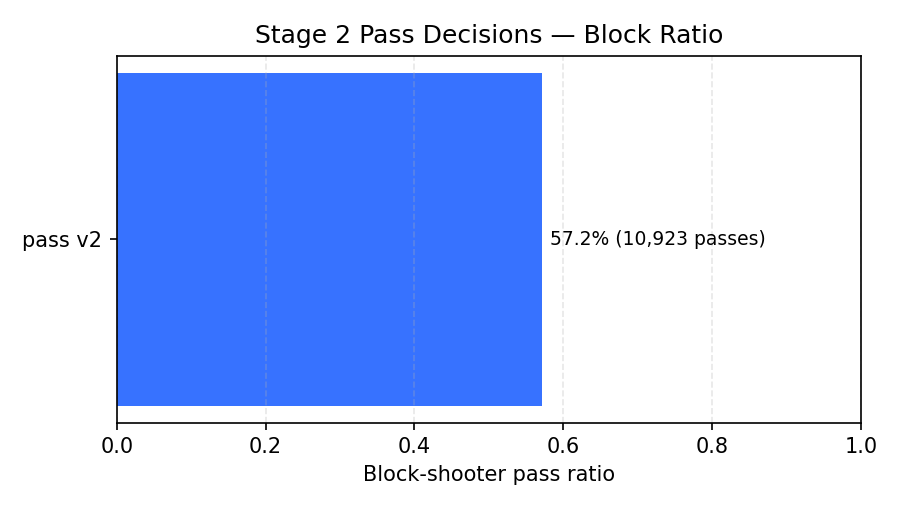 Stage 2 Pass Decisions — Block Ratio
pass v2
57.2% (10,923 passes)
0.0 0.2 0.4 0.6 0.8 1.0
Block-shooter pass ratio